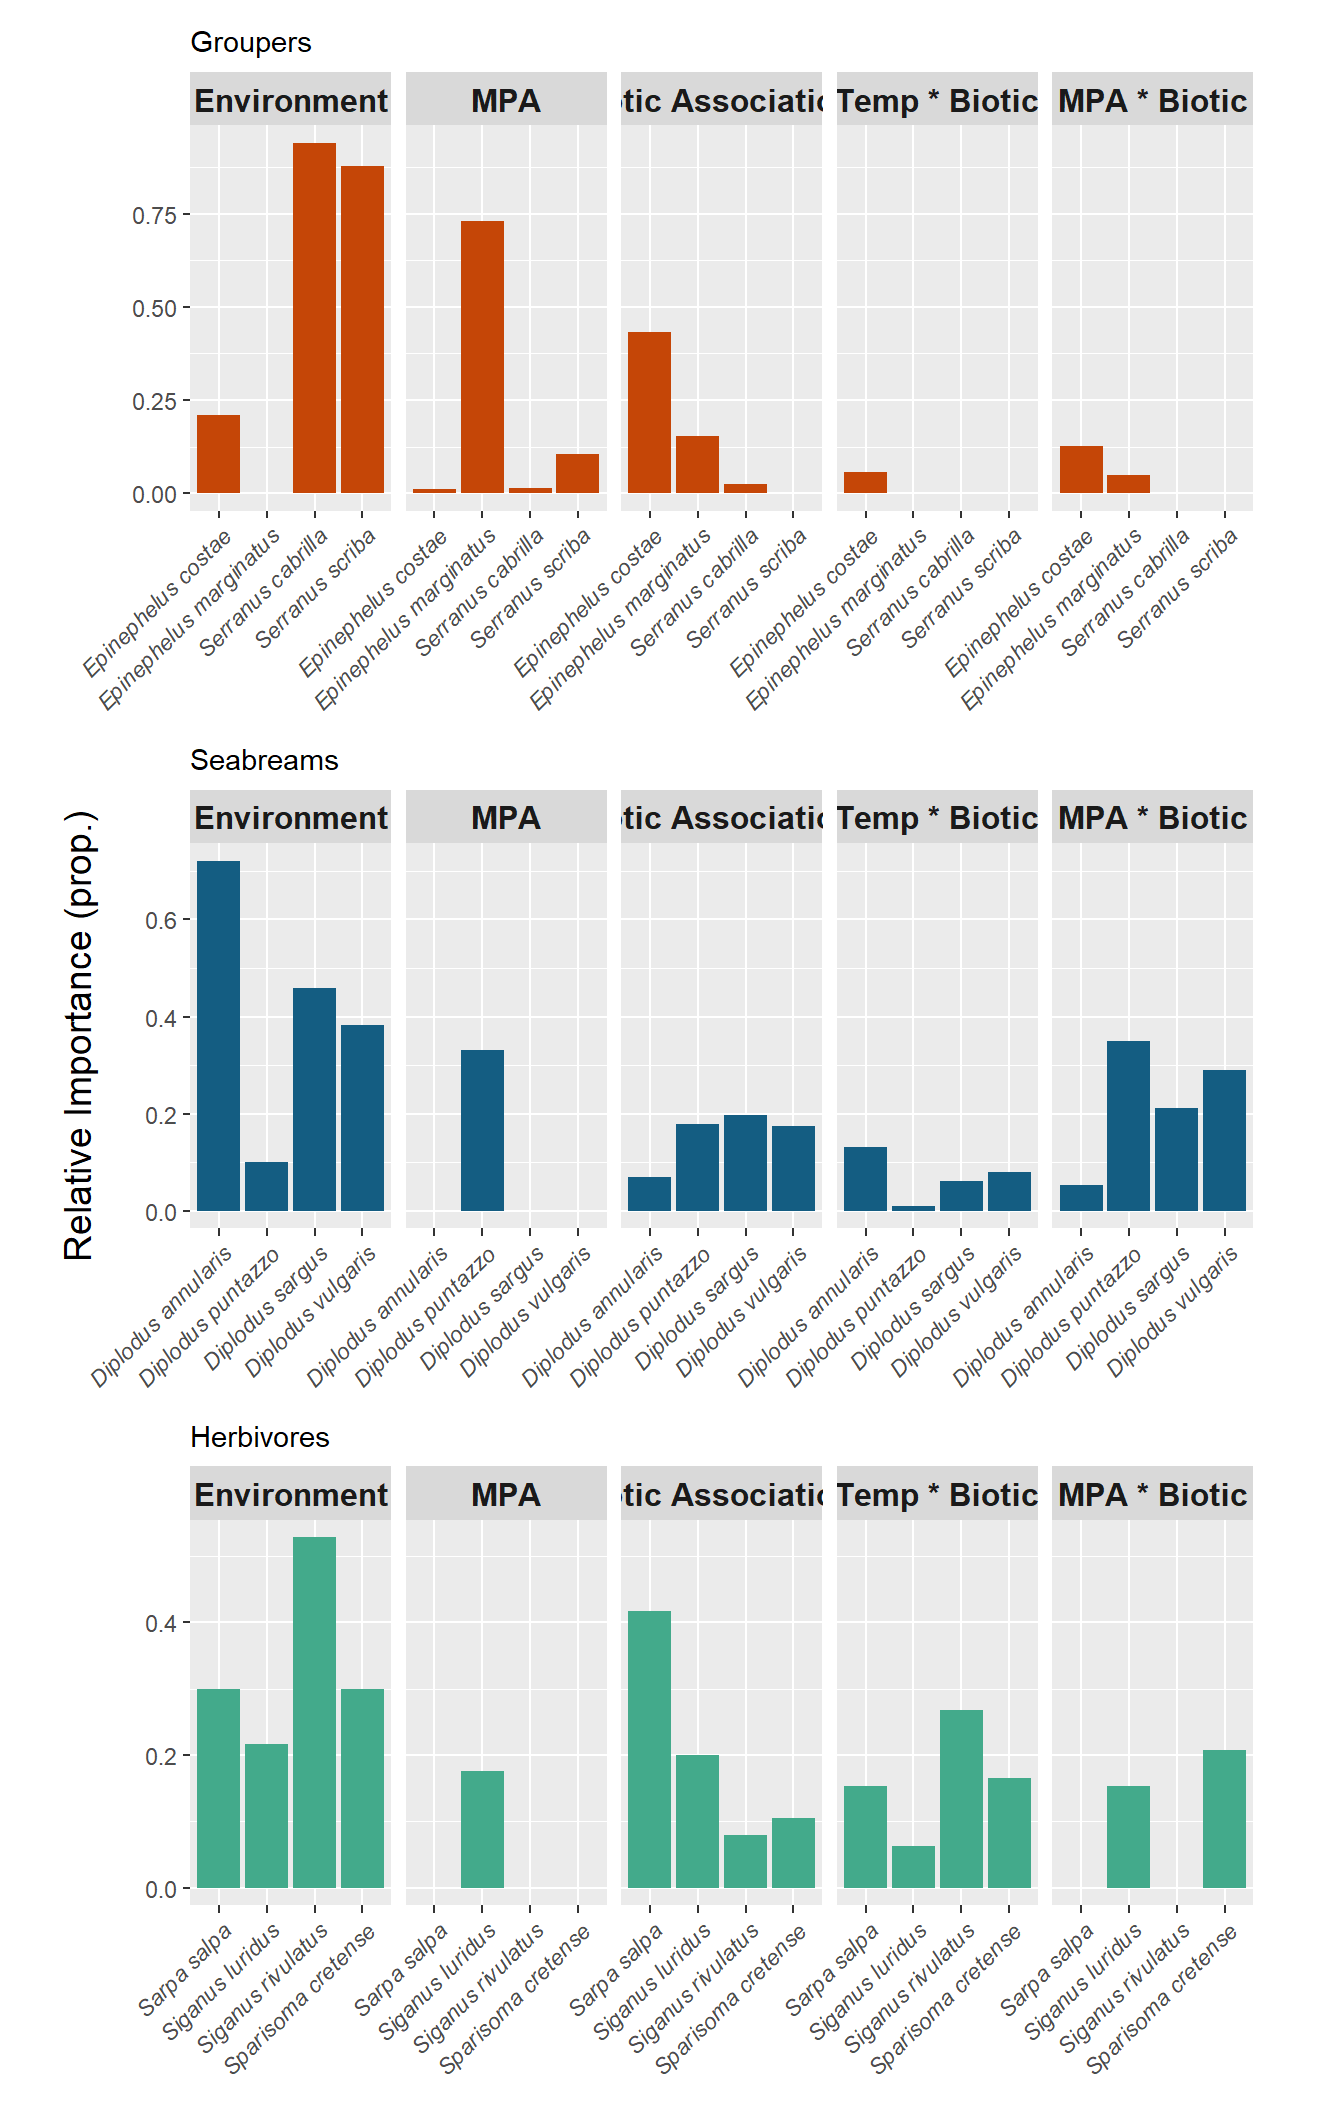 Groupers
Environment MPA otic Associatio Temp * Biotic MPA * Biotic
0.75
0.50
0.25
0.00
Epinephelus costae Epinephelus marginatus Serranus cabrilla Serranus scriba Epinephelus costae Epinephelus marginatus Serranus cabrilla Serranus scriba Epinephelus costae Epinephelus marginatus Serranus cabrilla Serranus scriba Epinephelus costae Epinephelus marginatus Serranus cabrilla Serranus scriba Epinephelus costae Epinephelus marginatus Serranus cabrilla Serranus scriba
Relative Importance (prop.)
Seabreams
Environment MPA otic Associatio Temp * Biotic MPA * Biotic
0.6
0.4
0.2
0.0
Diplodus annularis Diplodus puntazzo Diplodus sargus Diplodus vulgaris Diplodus annularis Diplodus puntazzo Diplodus sargus Diplodus vulgaris Diplodus annularis Diplodus puntazzo Diplodus sargus Diplodus vulgaris Diplodus annularis Diplodus puntazzo Diplodus sargus Diplodus vulgaris Diplodus annularis Diplodus puntazzo Diplodus sargus Diplodus vulgaris
Herbivores
Environment MPA otic Associatio Temp * Biotic MPA * Biotic
0.4
0.2
0.0
Sarpa salpa Siganus luridus Siganus rivulatus Sparisoma cretense Sarpa salpa Siganus luridus Siganus rivulatus Sparisoma cretense Sarpa salpa Siganus luridus Siganus rivulatus Sparisoma cretense Sarpa salpa Siganus luridus Siganus rivulatus Sparisoma cretense Sarpa salpa Siganus luridus Siganus rivulatus Sparisoma cretense